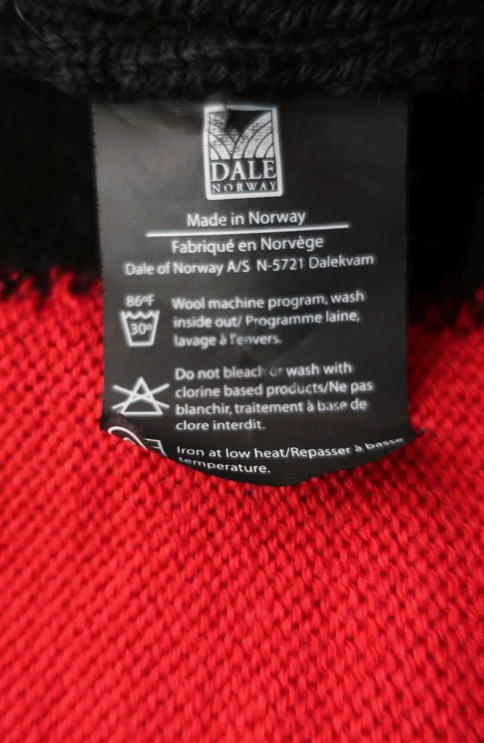 DALE
NORWAY
Made in Norway
Fabriqué en Norvège
Dale of Norway A/S N-5721 Dalekvam
86°F
30°
Wool machine program, wash
inside out/ Programme laine,
lavage à l'envers.
Do not bleach or wash with
clorine based products/Ne pas
blanchir, traitement à base de
clore interdit.
Iron at low heat/Repasser à basse
temperature.